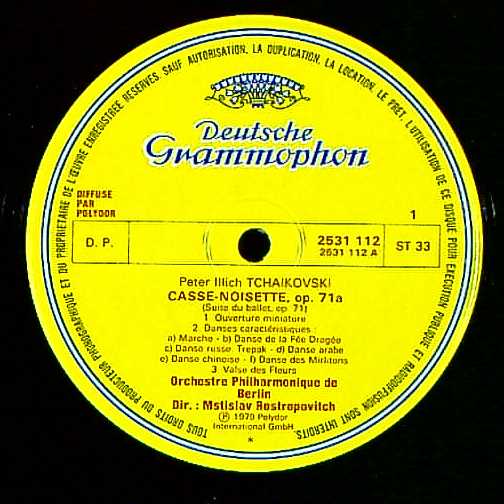 TOUS DROITS DU PRODUCTEUR PHONOGRAPHIQUE ET DU PROPRIETAIRE DE L'ŒUVRE ENREGISTREE RESERVES. SAUF AUTORISATION, LA DUPLICATION, LA LOCATION, LE PRET, L'UTILISATION DE CE DISQUE POUR EXECUTION PUBLIQUE ET RADIODIFFUSION SONT INTERDITS.
Deutsche
Grammophon
DIFFUSE
PAR
POLYDOR
1
D. P.
2531 112
2531 112 A
ST 33
Peter Illich TCHAIKOVSKI
CASSE-NOISETTE, op. 71a
(Suite du ballet, op. 71)
1. Ouverture miniature
2. Danses caractéristiques :
a) Marche - b) Danse de la Fée Dragée
c) Danse russe: Trepak - d) Danse arabe
e) Danse chinoise - f) Danse des Mirlitons
3. Valse des Fleurs
Orchestre Philharmonique de
Berlin
Dir. : Mstislav Rostropovitch
Ⓟ 1979 Polydor
International GmbH
*